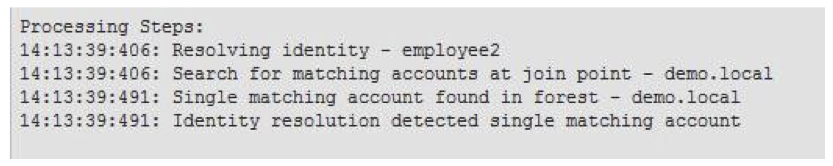 Processing Steps:
14:13:39:406: Resolving identity - employee2
14:13:39:406: Search for matching accounts at join point - demo.local
14:13:39:491: Single matching account found in forest - demo.local
14:13:39:491: Identity resolution detected single matching account